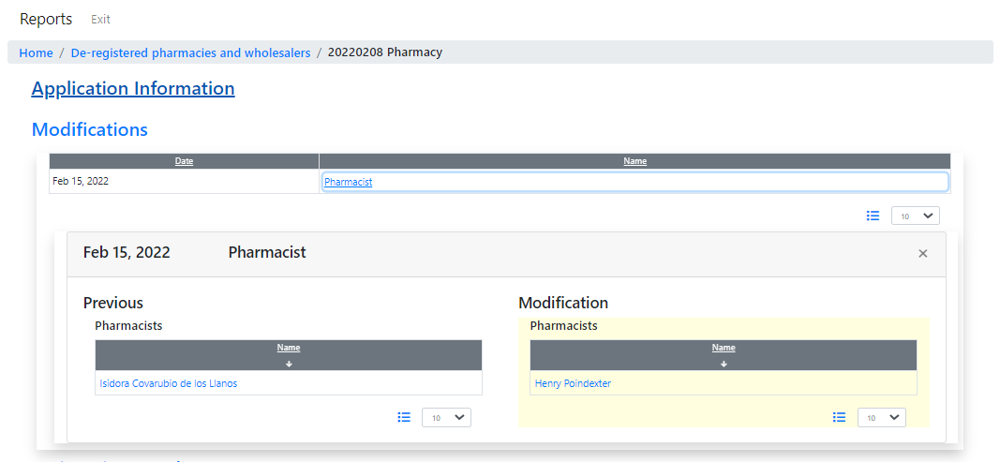 Reports Exit
Home / De-registered pharmacies and wholesalers / 20220208 Pharmacy
Application Information
Modifications
Date Name
Feb 15, 2022 Pharmacist
10
Feb 15, 2022 Pharmacist ×
Previous Modification
Pharmacists Pharmacists
Name Name
Isidora Covarubio de los Llanos Henry Poindexter
10 10